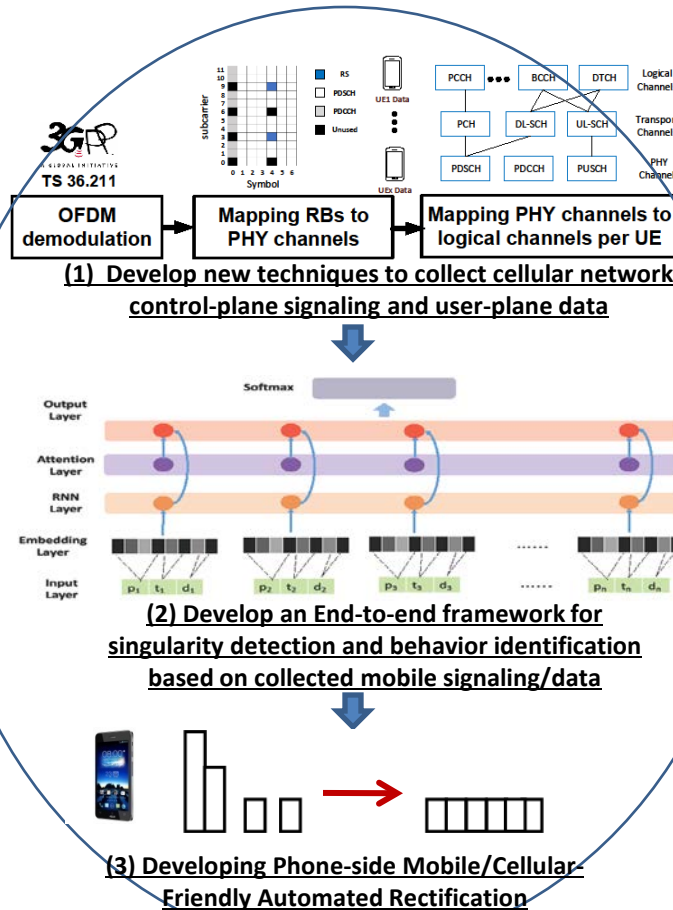 11
10
9
8
7
6
5
4
3
2
1
0
subcarrier
0 1 2 3 4 5 6
Symbol
RS
PDSCH
PDCCH
Unused
UE1 Data
UEx Data
PCCH ••• BCCH DTCH
Logical
Channel
PCH DL-SCH UL-SCH
Transpor
Channel
PDSCH PDCCH PUSCH
PHY
Channel
3GPP
A GLOBAL INITIATIVE
TS 36.211
OFDM
demodulation
Mapping RBs to
PHY channels
Mapping PHY channels to
logical channels per UE
(1) Develop new techniques to collect cellular network
control-plane signaling and user-plane data
Softmax
Output
Layer
Attention
Layer
RNN
Layer
Embedding
Layer
......
Input
Layer
p1 t1 d1 p2 t2 d2 p3 t3 d3 ...... pn tn dn
(2) Develop an End-to-end framework for
singularity detection and behavior identification
based on collected mobile signaling/data
(3) Developing Phone-side Mobile/Cellular-
Friendly Automated Rectification